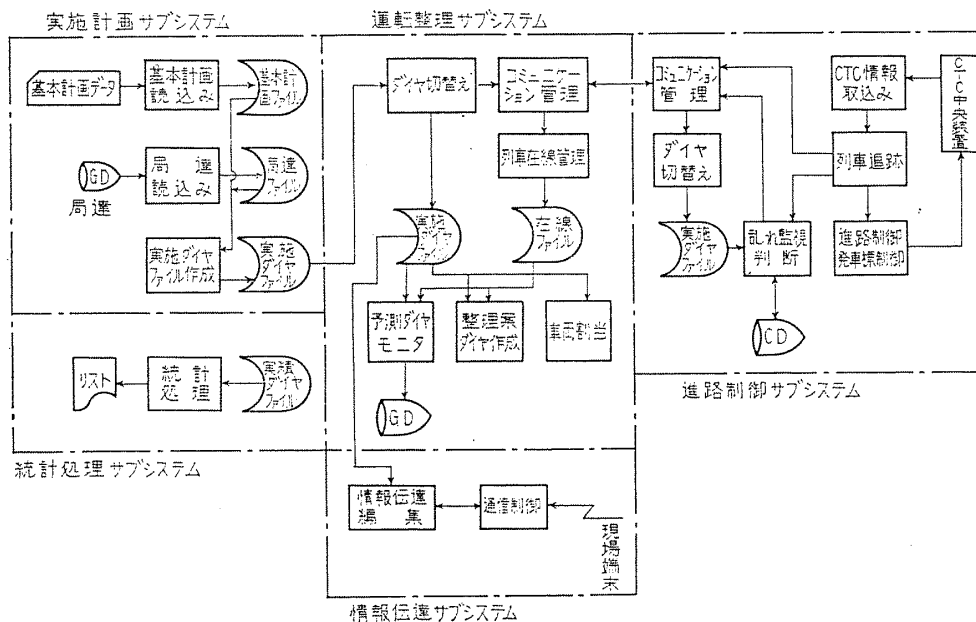 実施計画サブシステム
基本計画データ
基本計画
読込み
基本計
画ファイル
GD
局達
局達
読込み
局達
ファイル
実施ダイヤ
ファイル作成
実施
ダイヤ
ファイル
リスト
統計
処理
実績
ダイヤ
ファイル
統計処理サブシステム
運転整理サブシステム
ダイヤ切替え
コミュニケー
ション管理
列車在線管理
実施
ダイヤ
ファイル
在線
ファイル
予測ダイヤ
モニタ
整理案
ダイヤ作成
車両割当
GD
情報伝達
編集
通信制御
現場端末
情報伝達サブシステム
コミュニケーション
管理
CTC情報
取込み
CTC中央装置
ダイヤ
切替え
列車追跡
実施
ダイヤ
ファイル
乱れ監視
判断
進路制御
発車標制御
CD
進路制御サブシステム